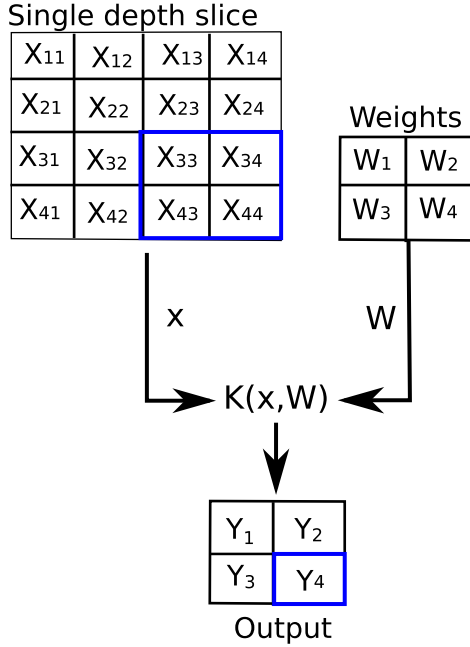 Single depth slice
X11 X12 X13 X14
X21 X22 X23 X24
X31 X32 X33 X34
X41 X42 X43 X44
Weights
W1 W2
W3 W4
x
W
K(x,W)
Y1 Y2
Y3 Y4
Output